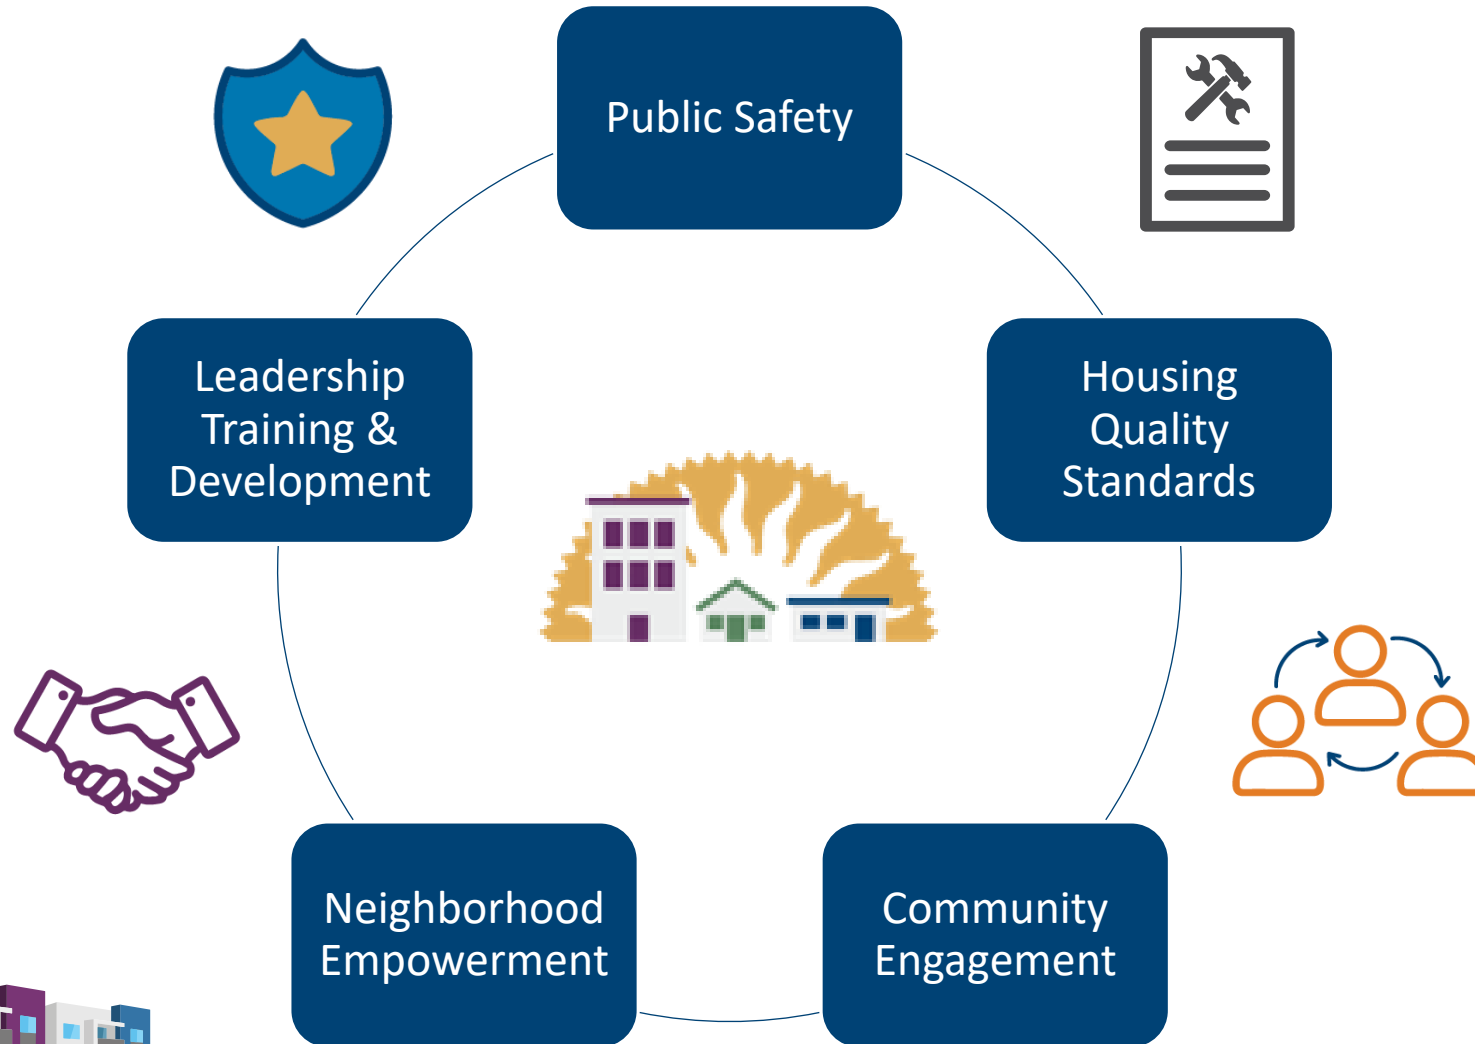 Public Safety
Leadership
Training &
Development
Housing
Quality
Standards
Neighborhood
Empowerment
Community
Engagement